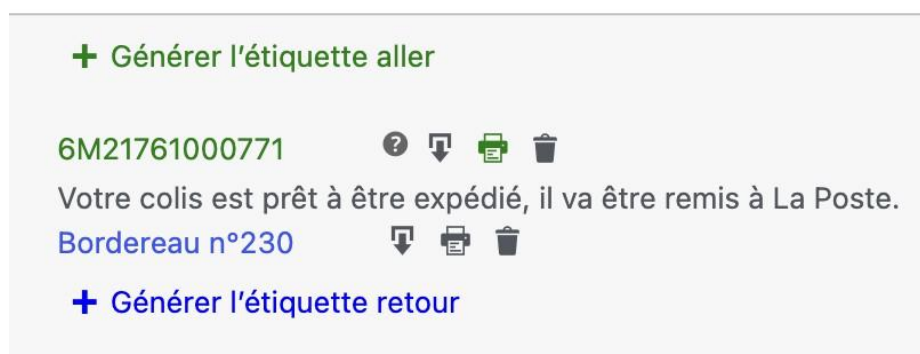 + Générer l’étiquette aller
6M21761000771
Votre colis est prêt à être expédié, il va être remis à La Poste.
Bordereau n°230
+ Générer l’étiquette retour